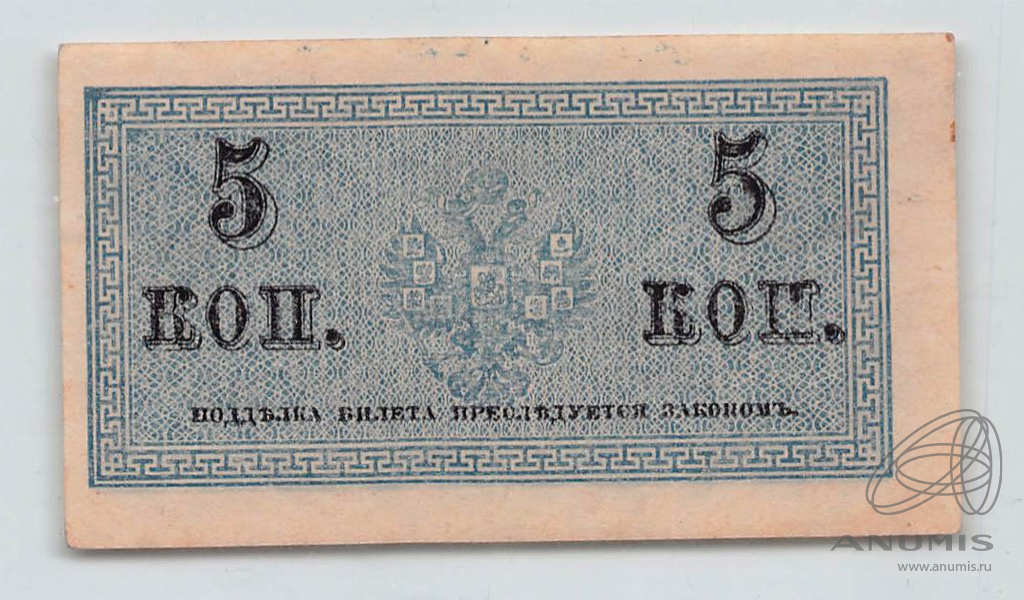 5 5
КОП. КОП.
ПОДДѢЛКА БИЛЕТА ПРЕСЛѢДУЕТСЯ ЗАКОНОМЪ.
ANUMIS
www.anumis.ru